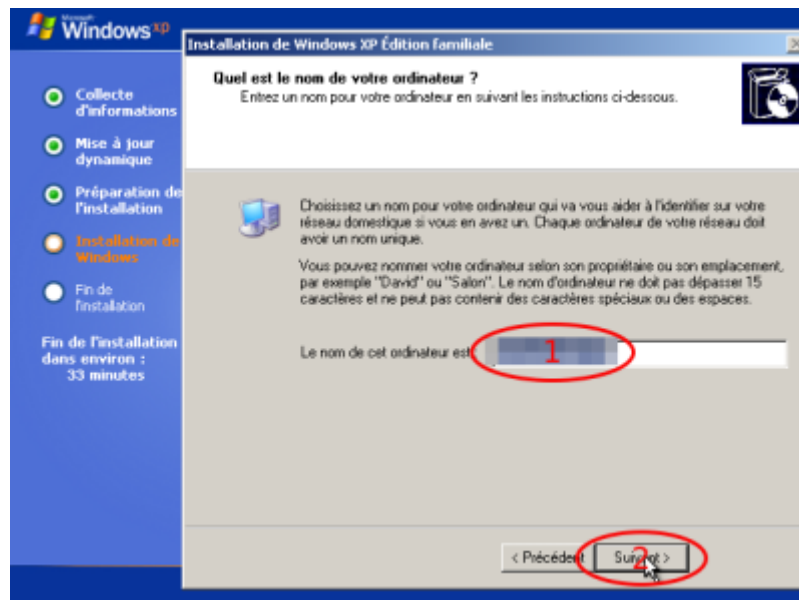 Microsoft
Windows xp
Collecte
d'informations
Mise à jour
dynamique
Préparation de
l'installation
Installation de
Windows
Fin de
l'installation
Fin de l'installation
dans environ :
33 minutes
Installation de Windows XP Édition familiale
Quel est le nom de votre ordinateur ?
Entrez un nom pour votre ordinateur en suivant les instructions ci-dessous.
Choisissez un nom pour votre ordinateur qui va vous aider à l'identifier sur votre
réseau domestique si vous en avez un. Chaque ordinateur de votre réseau doit
avoir un nom unique.
Vous pouvez nommer votre ordinateur selon son propriétaire ou son emplacement,
par exemple "David" ou "Salon". Le nom d'ordinateur ne doit pas dépasser 15
caractères et ne peut pas contenir des caractères spéciaux ou des espaces.
Le nom de cet ordinateur est : 1
< Précédent
Suivant >
2